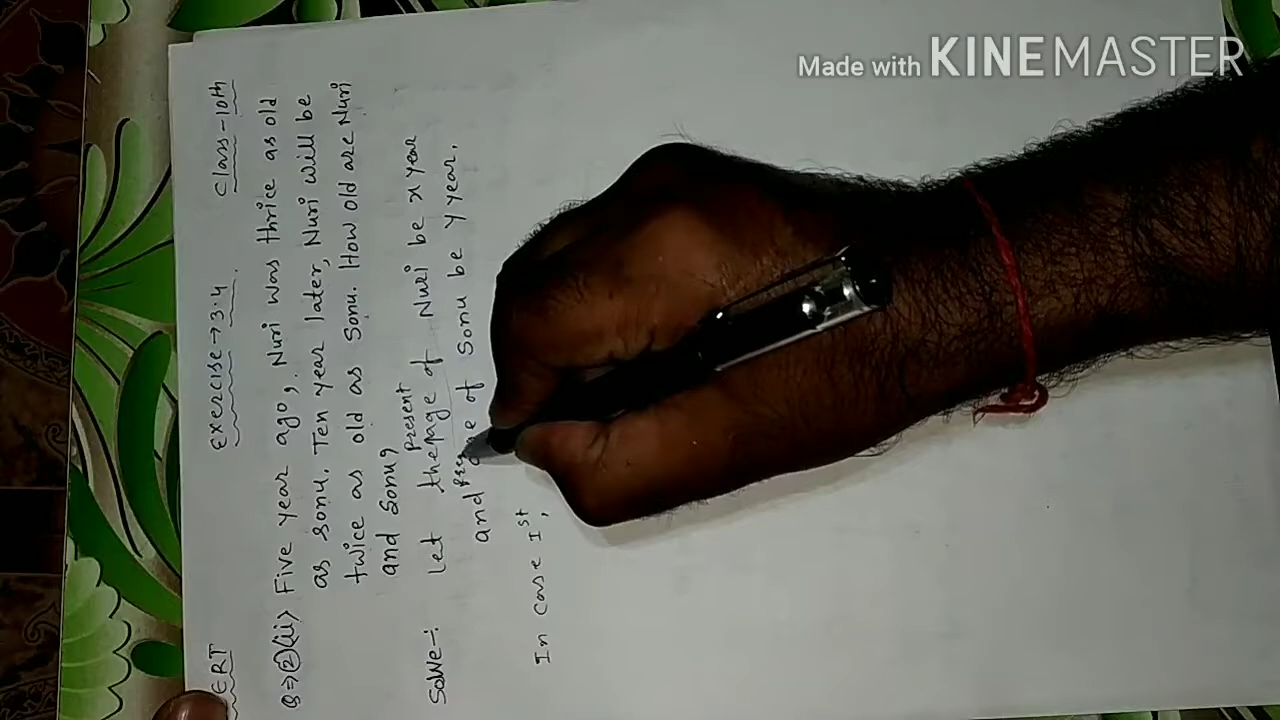 Made with KINEMASTER
ERT Exercise→3.4. Class-10th
Q⇒②(ii)> Five year ago, Nuri was thrice as old
as sonu. Ten year later, Nuri will be
twice as old as sonu. How old are Nuri
and Sonu?
Solve-: Let the present age of Nuri be x year
and of Sonu be y year.
In case 1st,